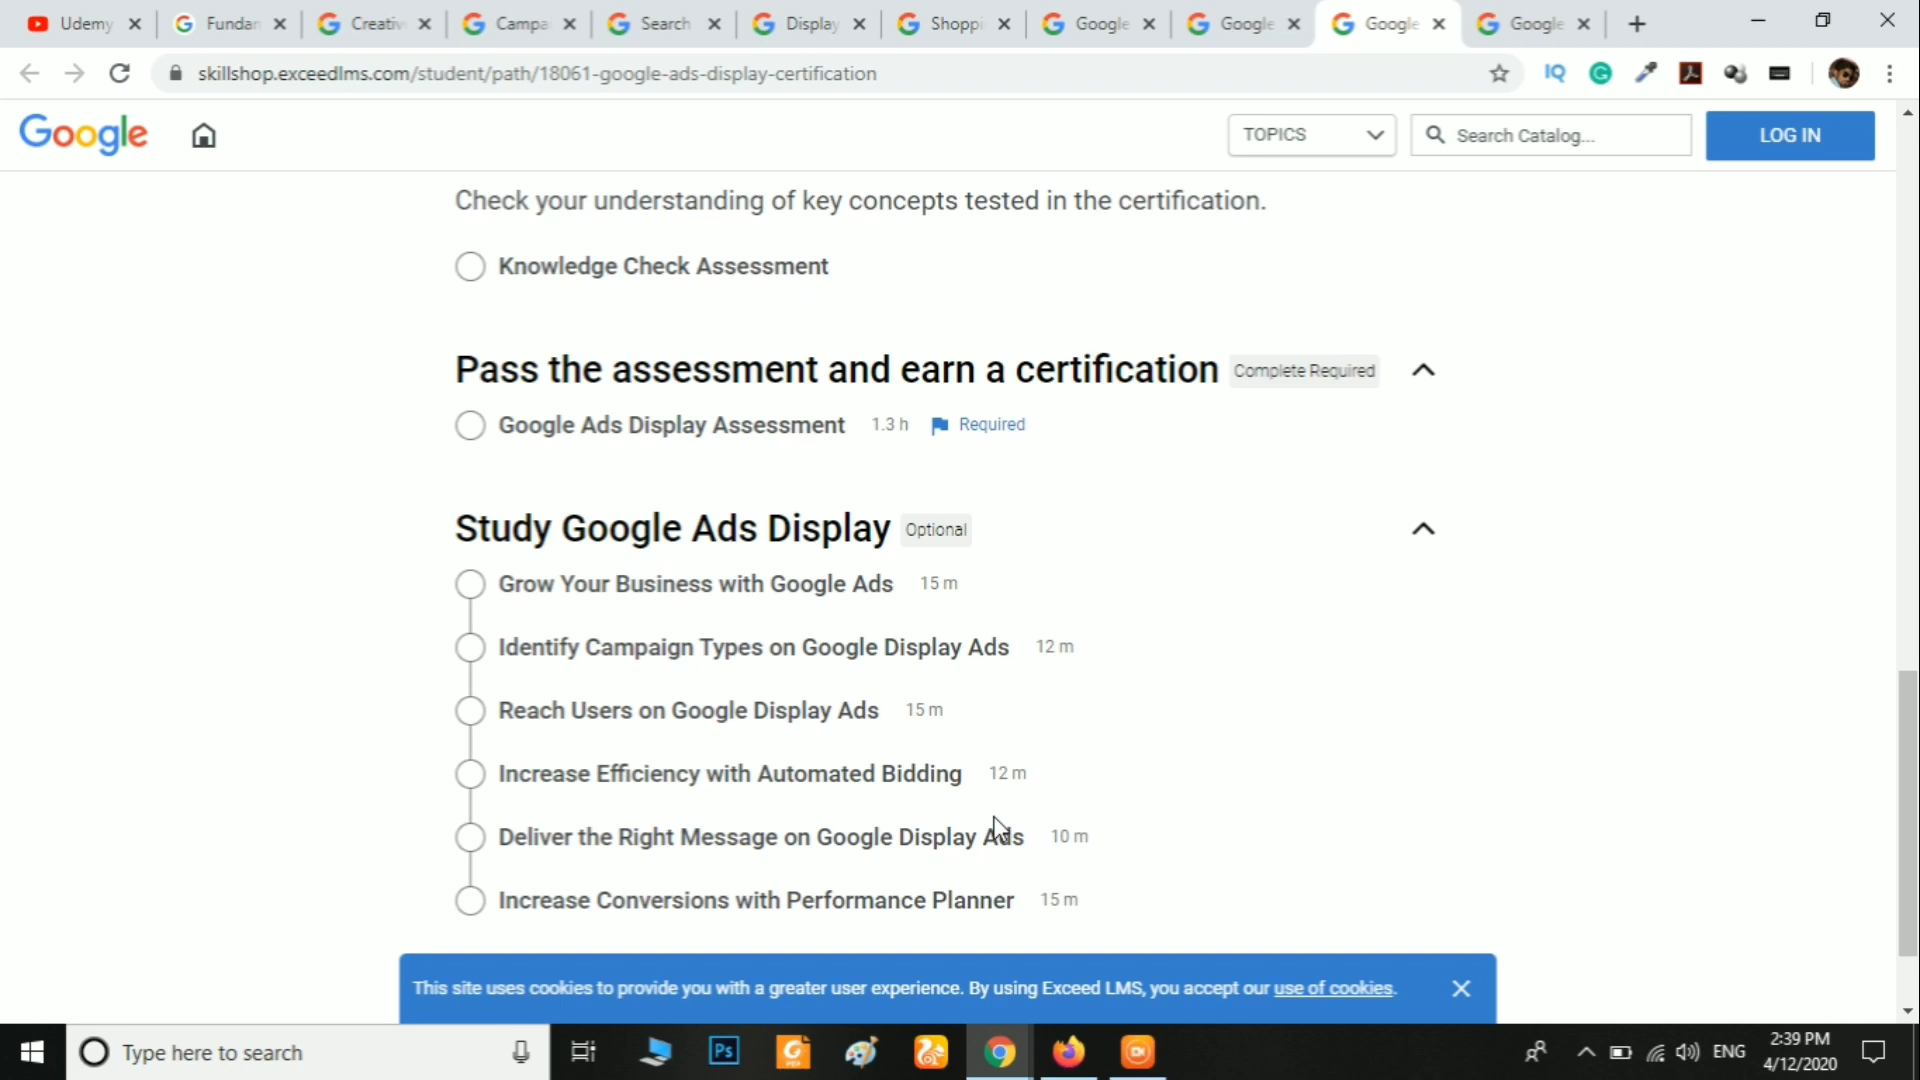 Udemy
Fundan
Creativ
Campa
Search
Display
Shoppi
Google
Google
Google
Google
skillshop.exceedlms.com/student/path/18061-google-ads-display-certification
IQ
Google
TOPICS
Search Catalog...
LOG IN
Check your understanding of key concepts tested in the certification.
Knowledge Check Assessment
Pass the assessment and earn a certification Complete Required
Google Ads Display Assessment 1.3 h Required
Study Google Ads Display Optional
Grow Your Business with Google Ads 15 m
Identify Campaign Types on Google Display Ads 12 m
Reach Users on Google Display Ads 15 m
Increase Efficiency with Automated Bidding 12 m
Deliver the Right Message on Google Display Ads 10 m
Increase Conversions with Performance Planner 15 m
This site uses cookies to provide you with a greater user experience. By using Exceed LMS, you accept our use of cookies.
Type here to search
Ps
ENG
2:39 PM
4/12/2020